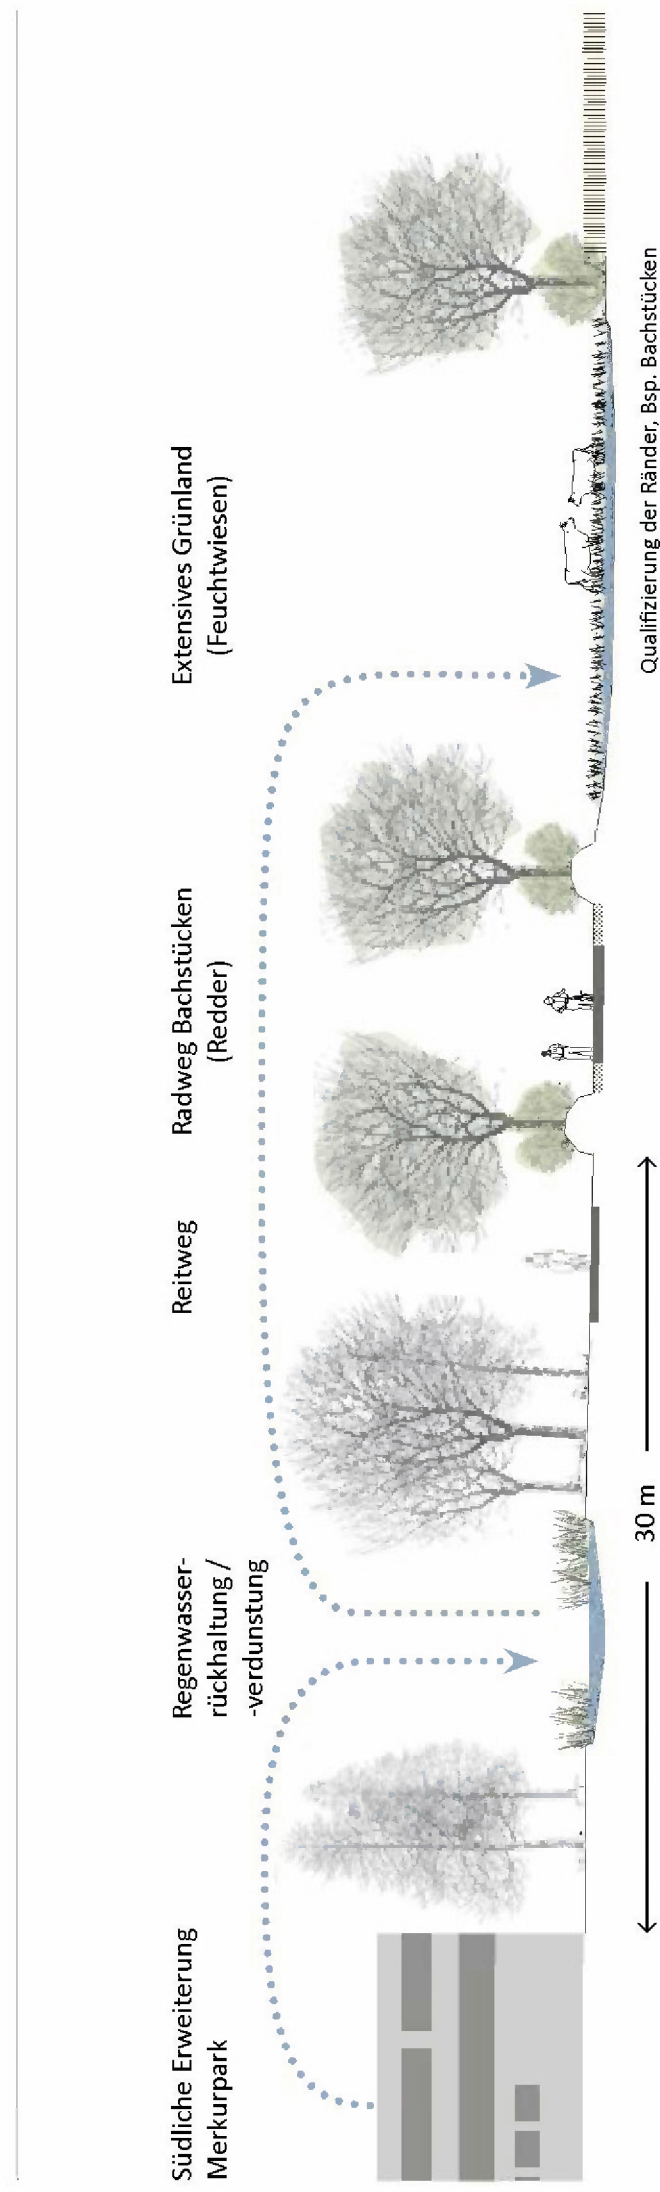 Südliche Erweiterung
Merkurpark
Regenwasser-
rückhaltung /
-verdunstung
Reitweg
Radweg Bachstücken
(Redder)
Extensives Grünland
(Feuchtwiesen)
30 m
Qualifizierung der Ränder, Bsp. Bachstücken